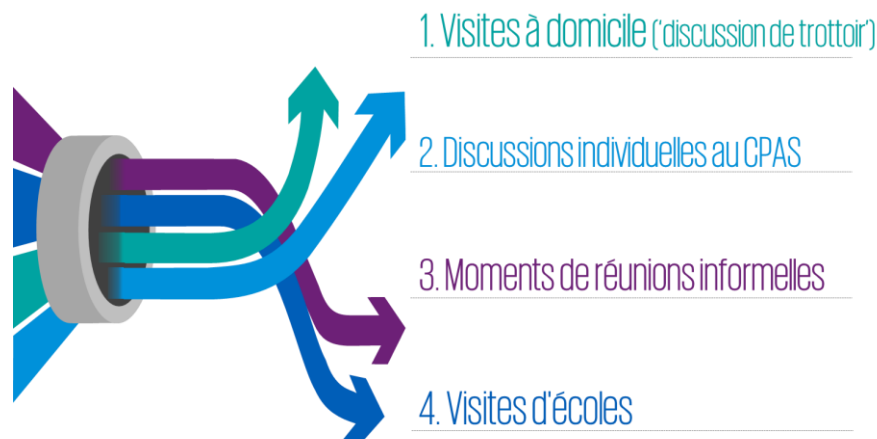 1. Visites à domicile ('discussion de trottoir')
2. Discussions individuelles au CPAS
3. Moments de réunions informelles
4. Visites d'écoles